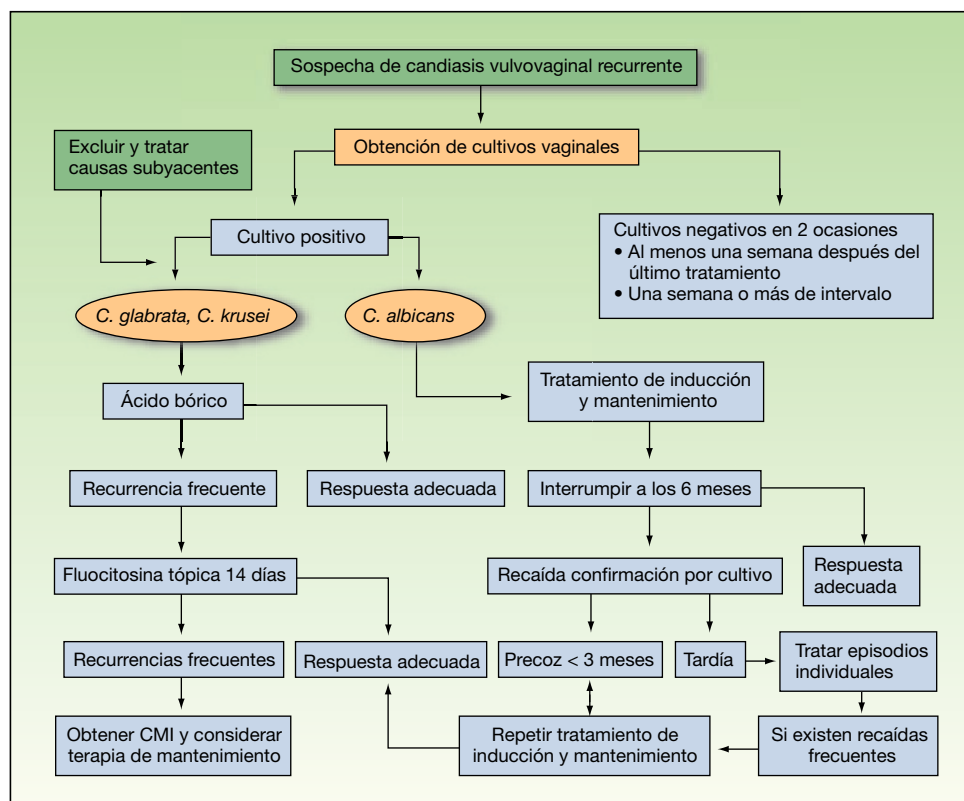 Sospecha de candiasis vulvovaginal recurrente
Excluir y tratar
causas subyacentes
Obtención de cultivos vaginales
Cultivo positivo
Cultivos negativos en 2 ocasiones
• Al menos una semana después del
último tratamiento
• Una semana o más de intervalo
C. glabrata, C. krusei
C. albicans
Ácido bórico
Tratamiento de inducción
y mantenimiento
Recurrencia frecuente
Respuesta adecuada
Interrumpir a los 6 meses
Fluocitosina tópica 14 días
Recaída confirmación por cultivo
Respuesta
adecuada
Recurrencias frecuentes
Respuesta adecuada
Precoz < 3 meses
Tardía
Tratar episodios
individuales
Obtener CMI y considerar
terapia de mantenimiento
Repetir tratamiento de
inducción y mantenimiento
Si existen recaídas
frecuentes